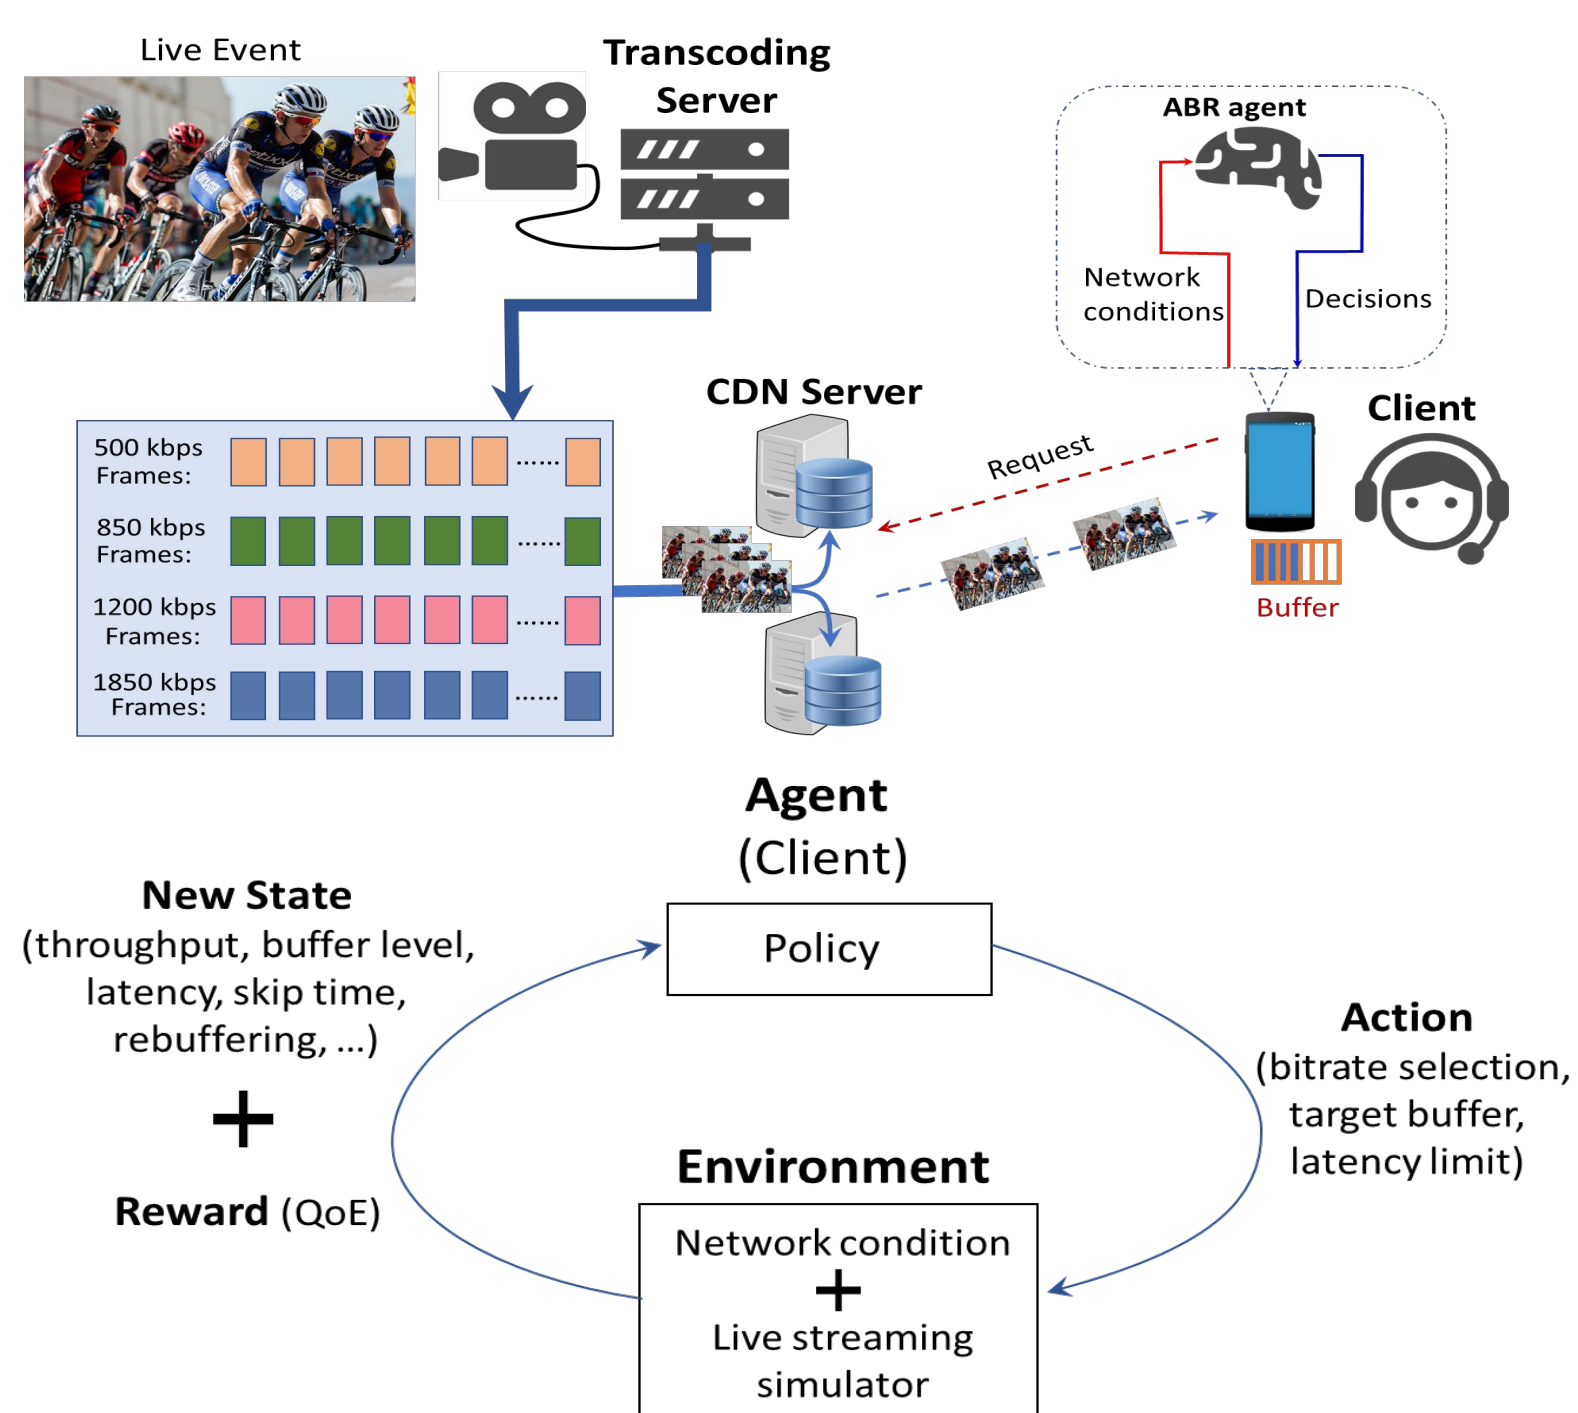 Live Event
Transcoding
Server
ABR agent
Network
conditions
Decisions
CDN Server
Client
Request
Buffer
500 kbps
Frames:
......
850 kbps
Frames:
......
1200 kbps
Frames:
......
1850 kbps
Frames:
......
Agent
(Client)
Policy
New State
(throughput, buffer level,
latency, skip time,
rebuffering, ...)
+
Reward (QoE)
Action
(bitrate selection,
target buffer,
latency limit)
Environment
Network condition
+
Live streaming
simulator